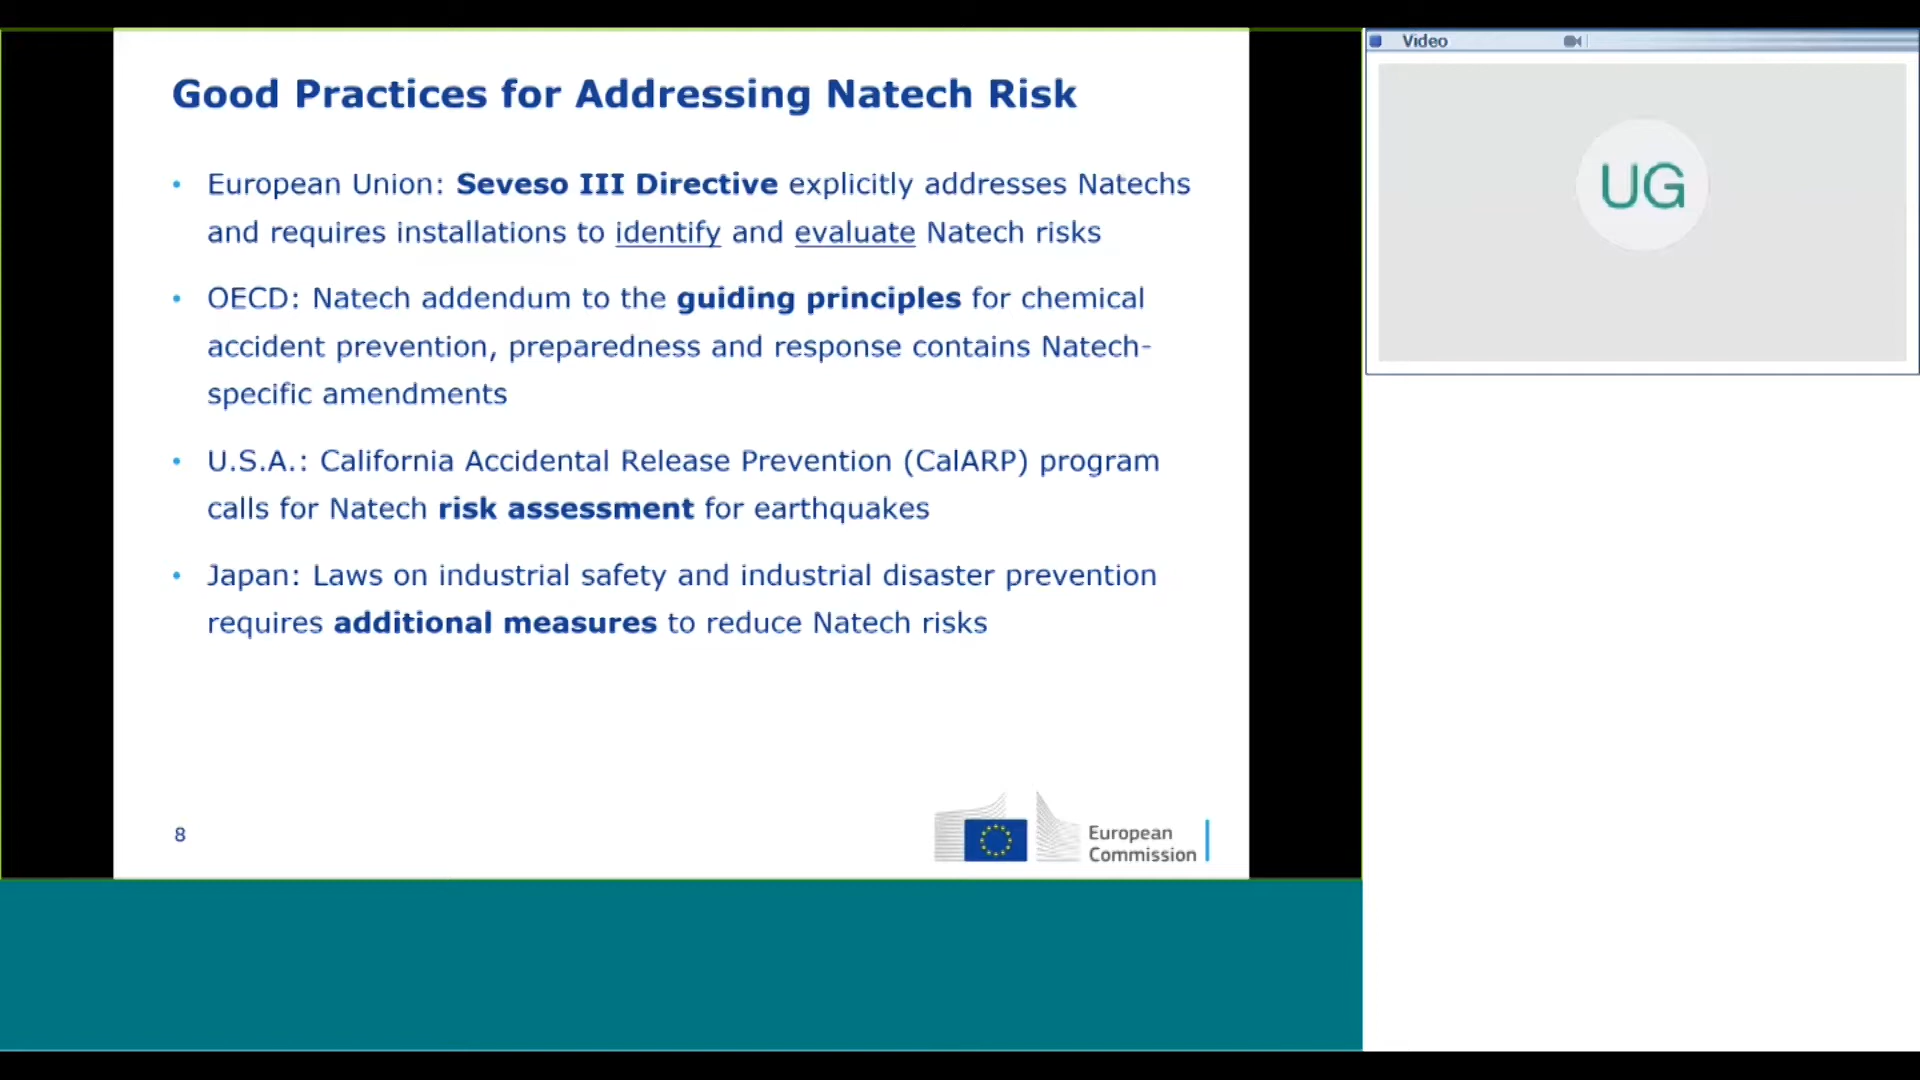 Good Practices for Addressing Natech Risk
• European Union: Seveso III Directive explicitly addresses Natechs
and requires installations to identify and evaluate Natech risks
• OECD: Natech addendum to the guiding principles for chemical
accident prevention, preparedness and response contains Natech-
specific amendments
• U.S.A.: California Accidental Release Prevention (CalARP) program
calls for Natech risk assessment for earthquakes
• Japan: Laws on industrial safety and industrial disaster prevention
requires additional measures to reduce Natech risks
8
European
Commission
Video
UG